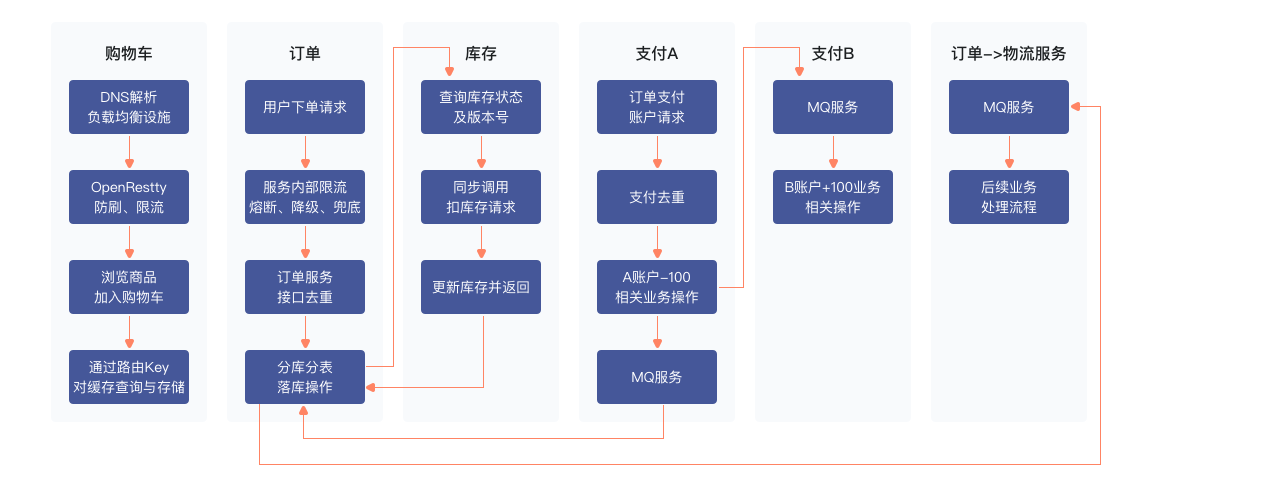 购物车
DNS解析
负载均衡设施
OpenRestty
防刷、限流
浏览商品
加入购物车
通过路由Key
对缓存查询与存储
订单
用户下单请求
服务内部限流
熔断、降级、兜底
订单服务
接口去重
分库分表
落库操作
库存
查询库存状态
及版本号
同步调用
扣库存请求
更新库存并返回
支付A
订单支付
账户请求
支付去重
A账户-100
相关业务操作
MQ服务
支付B
MQ服务
B账户+100业务
相关操作
订单->物流服务
MQ服务
后续业务
处理流程